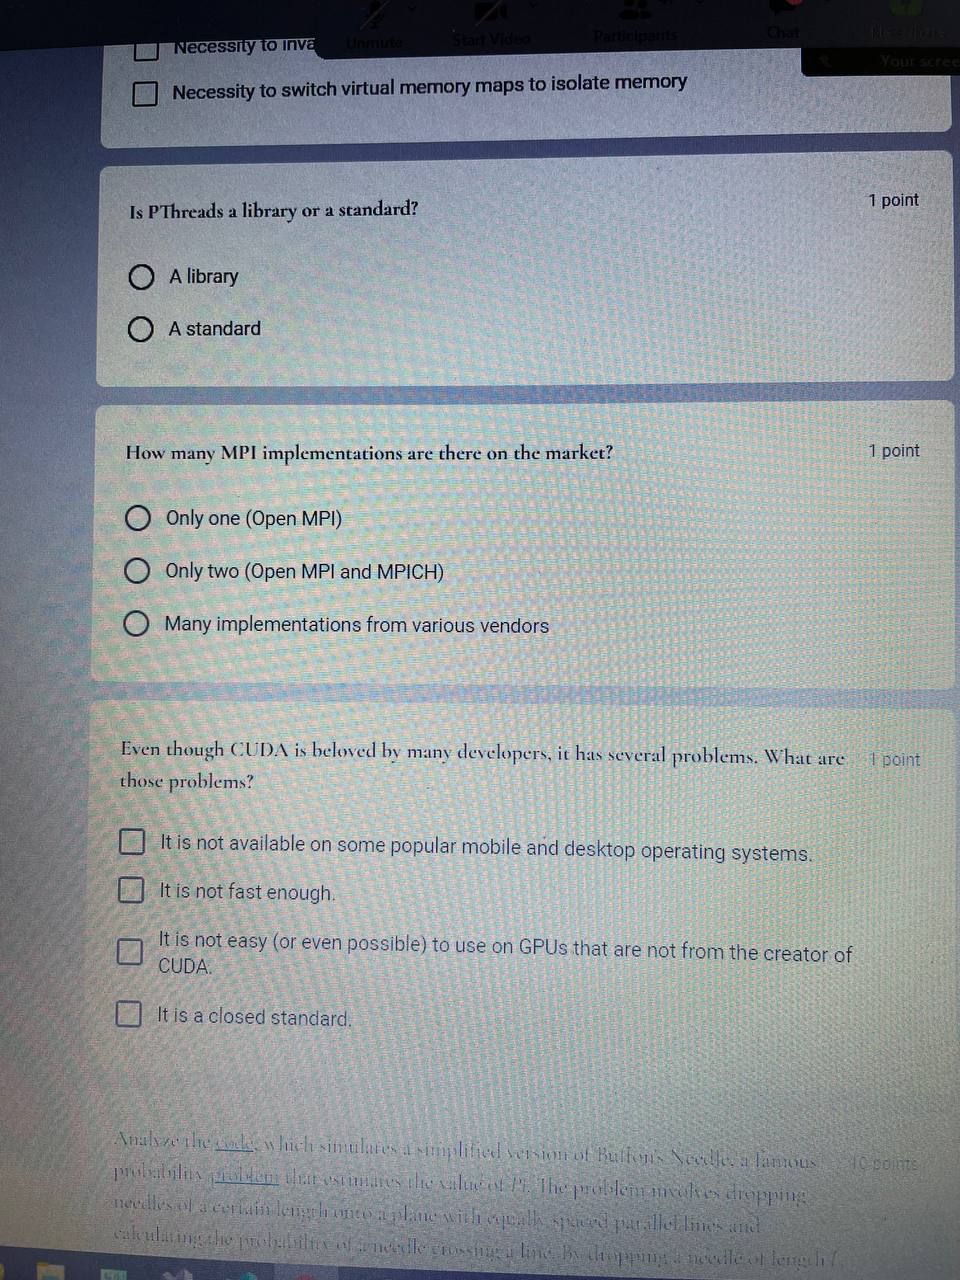 Unmute Start Video Participants Chat
Your scree
Necessity to inva
Necessity to switch virtual memory maps to isolate memory
Is PThreads a library or a standard?
1 point
A library
A standard
How many MPI implementations are there on the market?
1 point
Only one (Open MPI)
Only two (Open MPI and MPICH)
Many implementations from various vendors
Even though CUDA is beloved by many developers, it has several problems. What are
1 point
those problems?
It is not available on some popular mobile and desktop operating systems.
It is not fast enough.
It is not easy (or even possible) to use on GPUs that are not from the creator of
CUDA.
It is a closed standard.
Analyze the code, which simulates a simplified version of Buffon's Needle, a famous
10 points
probability problem that estimates the value of PI. The problem involves dropping
needles of a certain length onto a plane with equally spaced parallel lines and
calculating the probability of a needle crossing a line. By dropping a needle of length l